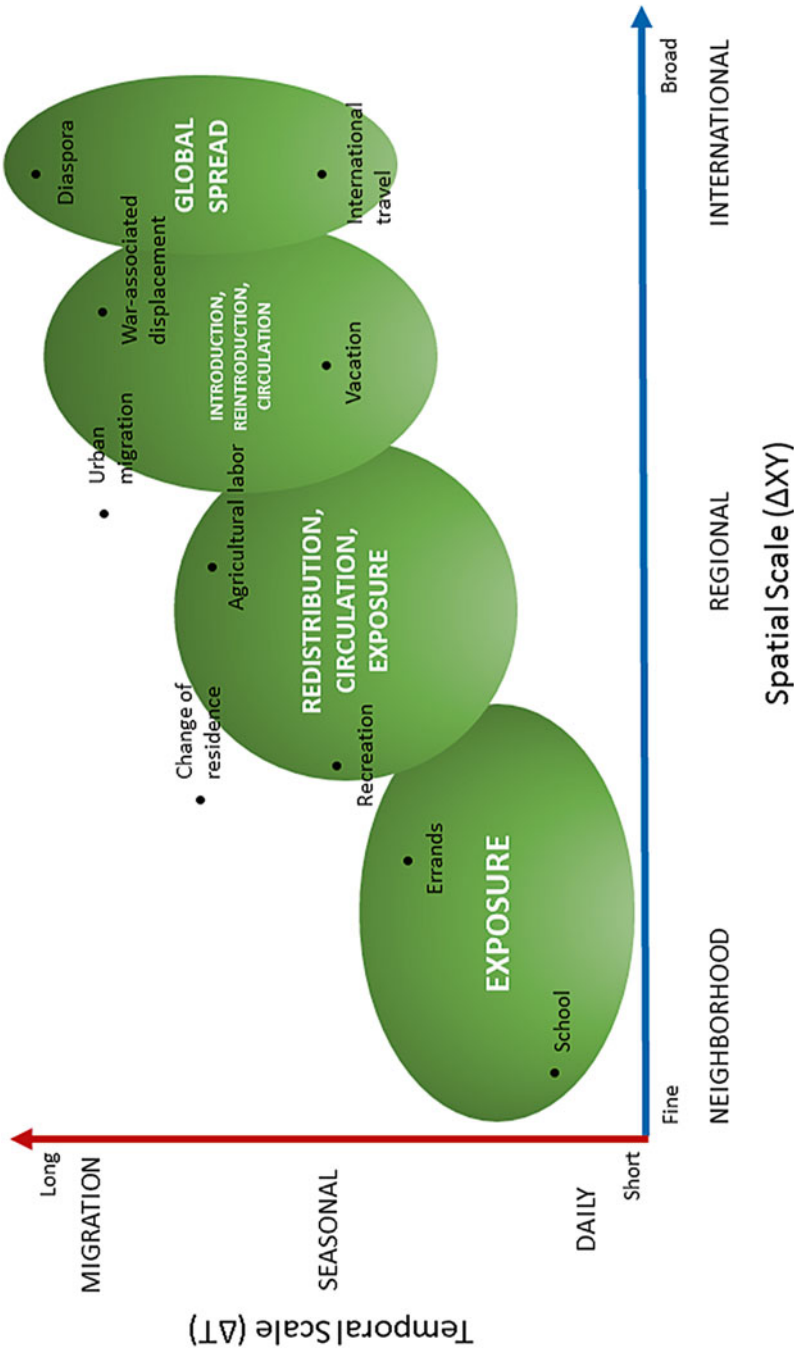 Temporal Scale (ΔT)
Long
MIGRATION
SEASONAL
DAILY
Short
Diaspora
War-associated
displacement
Urban
migration
GLOBAL
SPREAD
INTRODUCTION,
REINTRODUCTION,
CIRCULATION
International
travel
Vacation
Change of
residence
Agricultural labor
REDISTRIBUTION,
CIRCULATION,
EXPOSURE
Recreation
Errands
EXPOSURE
School
Fine
Broad
NEIGHBORHOOD
REGIONAL
INTERNATIONAL
Spatial Scale (ΔXY)